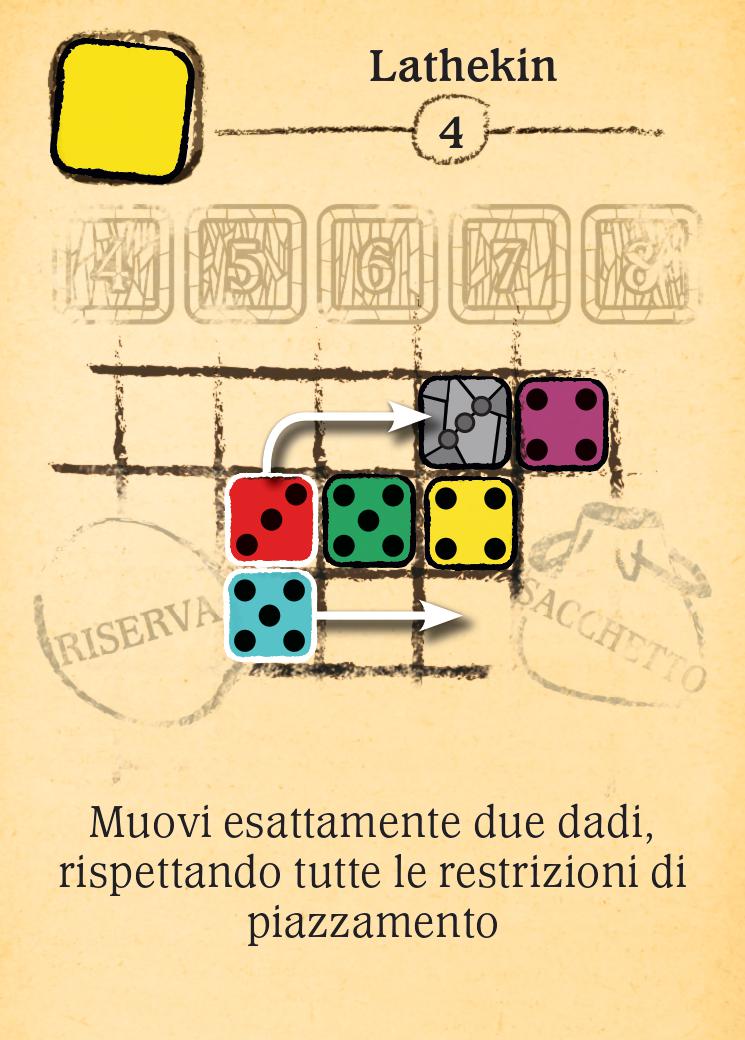 Lathekin
4
4 5 6 7 8
RISERVA
SACCHETTO
Muovi esattamente due dadi,
rispettando tutte le restrizioni di
piazzamento